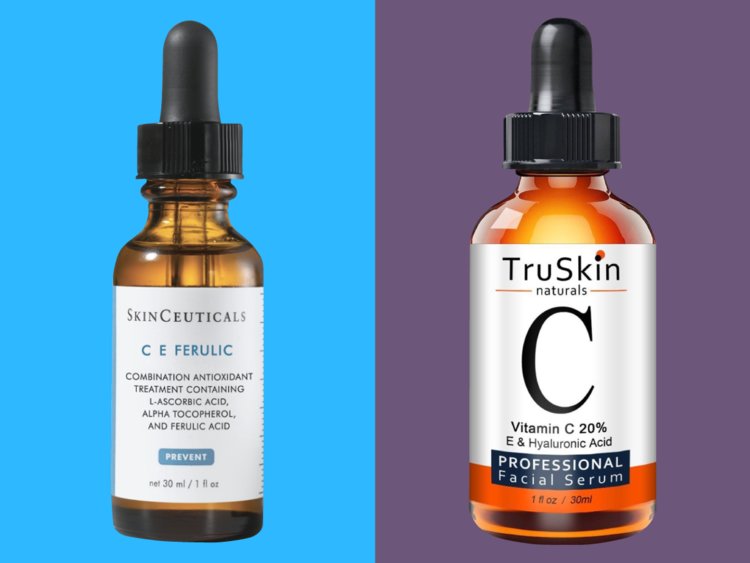 SKINCEUTICALS
C E FERULIC
COMBINATION ANTIOXIDANT
TREATMENT CONTAINING
L-ASCORBIC ACID,
ALPHA TOCOPHEROL,
AND FERULIC ACID
PREVENT
net 30 ml / 1 fl oz
TruSkin
naturals
C
Vitamin C 20%
E & Hyaluronic Acid
PROFESSIONAL
Facial Serum
1 fl oz / 30ml